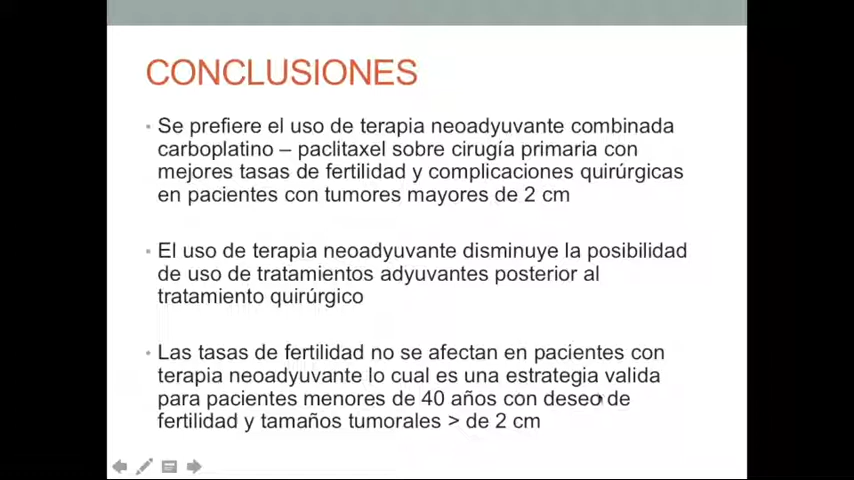 CONCLUSIONES
Se prefiere el uso de terapia neoadyuvante combinada
carboplatino – paclitaxel sobre cirugía primaria con
mejores tasas de fertilidad y complicaciones quirúrgicas
en pacientes con tumores mayores de 2 cm
El uso de terapia neoadyuvante disminuye la posibilidad
de uso de tratamientos adyuvantes posterior al
tratamiento quirúrgico
Las tasas de fertilidad no se afectan en pacientes con
terapia neoadyuvante lo cual es una estrategia valida
para pacientes menores de 40 años con deseo de
fertilidad y tamaños tumorales > de 2 cm